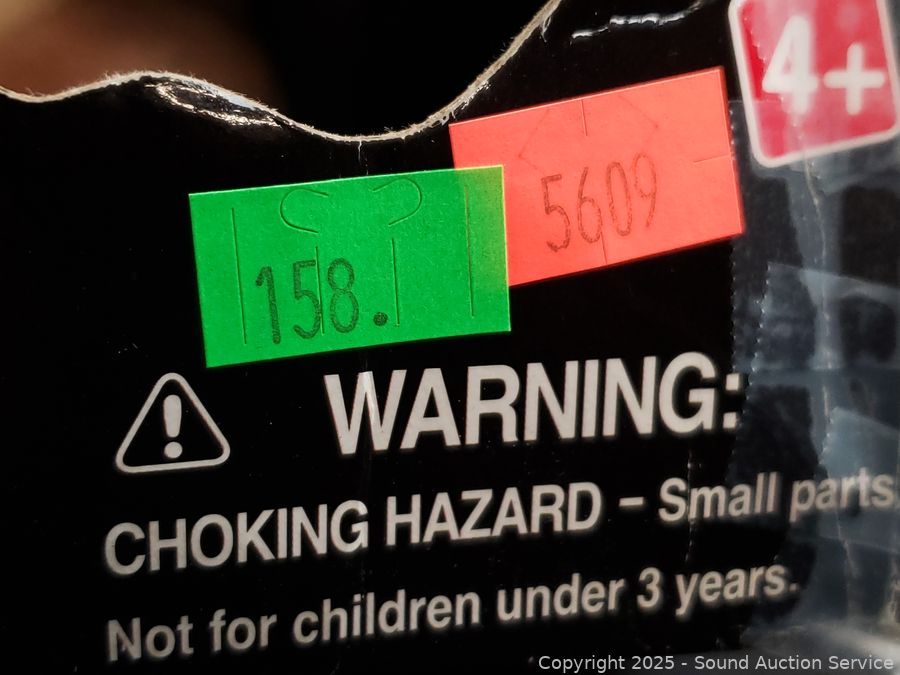 4+
5609
158.
WARNING:
CHOKING HAZARD – Small parts
Not for children under 3 years.
Copyright 2025 - Sound Auction Service